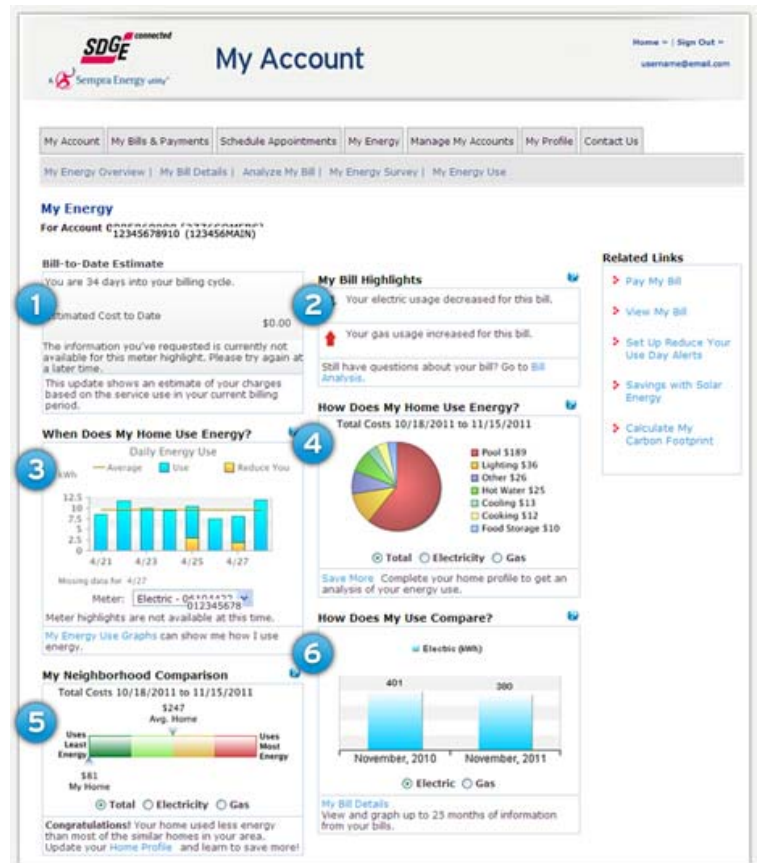 SDGE connected
A Sempra Energy utility
My Account
Home | Sign Out
username@email.com
My Account My Bills & Payments Schedule Appointments My Energy Manage My Accounts My Profile Contact Us
My Energy Overview | My Bill Details | Analyze My Bill | My Energy Survey | My Energy Use
My Energy
For Account
12345678910 (123456MAIN)
Bill-to-Date Estimate
You are 34 days into your billing cycle.
1
Estimated Cost to Date
$0.00
The information you've requested is currently not
available for this meter highlight. Please try again at
a later time.
This update shows an estimate of your charges
based on the service use in your current billing
period.
My Bill Highlights
2
Your electric usage decreased for this bill.
Your gas usage increased for this bill.
Still have questions about your bill? Go to Bill
Analysis.
Related Links
Pay My Bill
View My Bill
Set Up Reduce Your
Use Day Alerts
Savings with Solar
Energy
Calculate My
Carbon Footprint
When Does My Home Use Energy?
3
Daily Energy Use
kWh
Average Use Reduce You
12.5
10
7.5
5
2.5
0
4/21 4/23 4/25 4/27
Missing data for 4/27
Meter: Electric -
012345678
Meter highlights are not available at this time.
My Energy Use Graphs can show me how I use
energy.
How Does My Home Use Energy?
4
Total Costs 10/18/2011 to 11/15/2011
Pool $189
Lighting $36
Other $26
Hot Water $25
Cooling $13
Cooking $12
Food Storage $10
Total Electricity Gas
Save More Complete your home profile to get an
analysis of your energy use.
My Neighborhood Comparison
5
Total Costs 10/18/2011 to 11/15/2011
$247
Avg. Home
Uses
Least
Energy
Uses
Most
Energy
$81
My Home
Total Electricity Gas
Congratulations! Your home used less energy
than most of the similar homes in your area.
Update your Home Profile and learn to save more!
How Does My Use Compare?
6
Electric (kWh)
401 380
November, 2010 November, 2011
Electric Gas
My Bill Details
View and graph up to 25 months of information
from your bills.